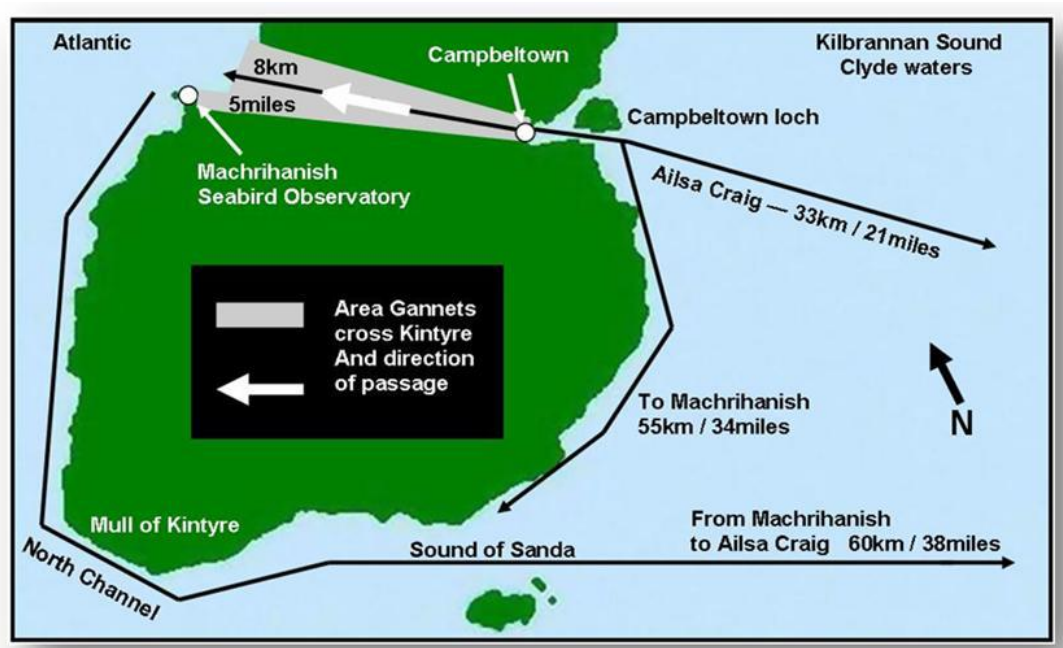 Atlantic
Kilbrannan Sound
Clyde waters
Campbeltown
8km
5miles
Campbeltown loch
Machrihanish
Seabird Observatory
Ailsa Craig — 33km / 21miles
Area Gannets
cross Kintyre
And direction
of passage
To Machrihanish
55km / 34miles
N
Mull of Kintyre
From Machrihanish
to Ailsa Craig 60km / 38miles
Sound of Sanda
North Channel